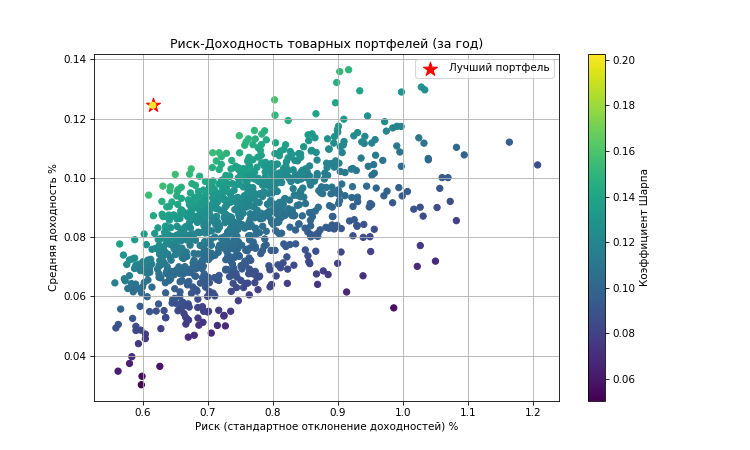 Риск-Доходность товарных портфелей (за год)
Лучший портфель
Средняя доходность %
0.14
0.12
0.10
0.08
0.06
0.04
0.6 0.7 0.8 0.9 1.0 1.1 1.2
Риск (стандартное отклонение доходностей) %
0.20
0.18
0.16
0.14
0.12
0.10
0.08
0.06
Коэффициент Шарпа